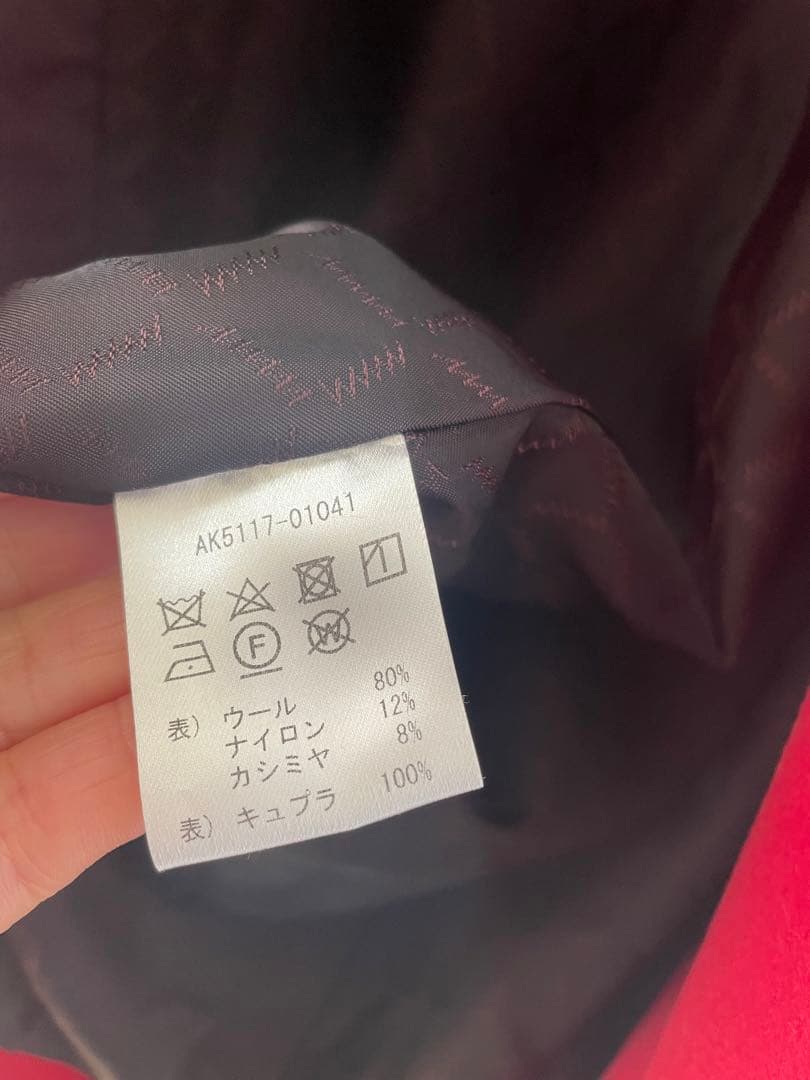 AK5117-01041
F
W
表) ウール 80%
ナイロン 12%
カシミヤ 8%
表) キュプラ 100%